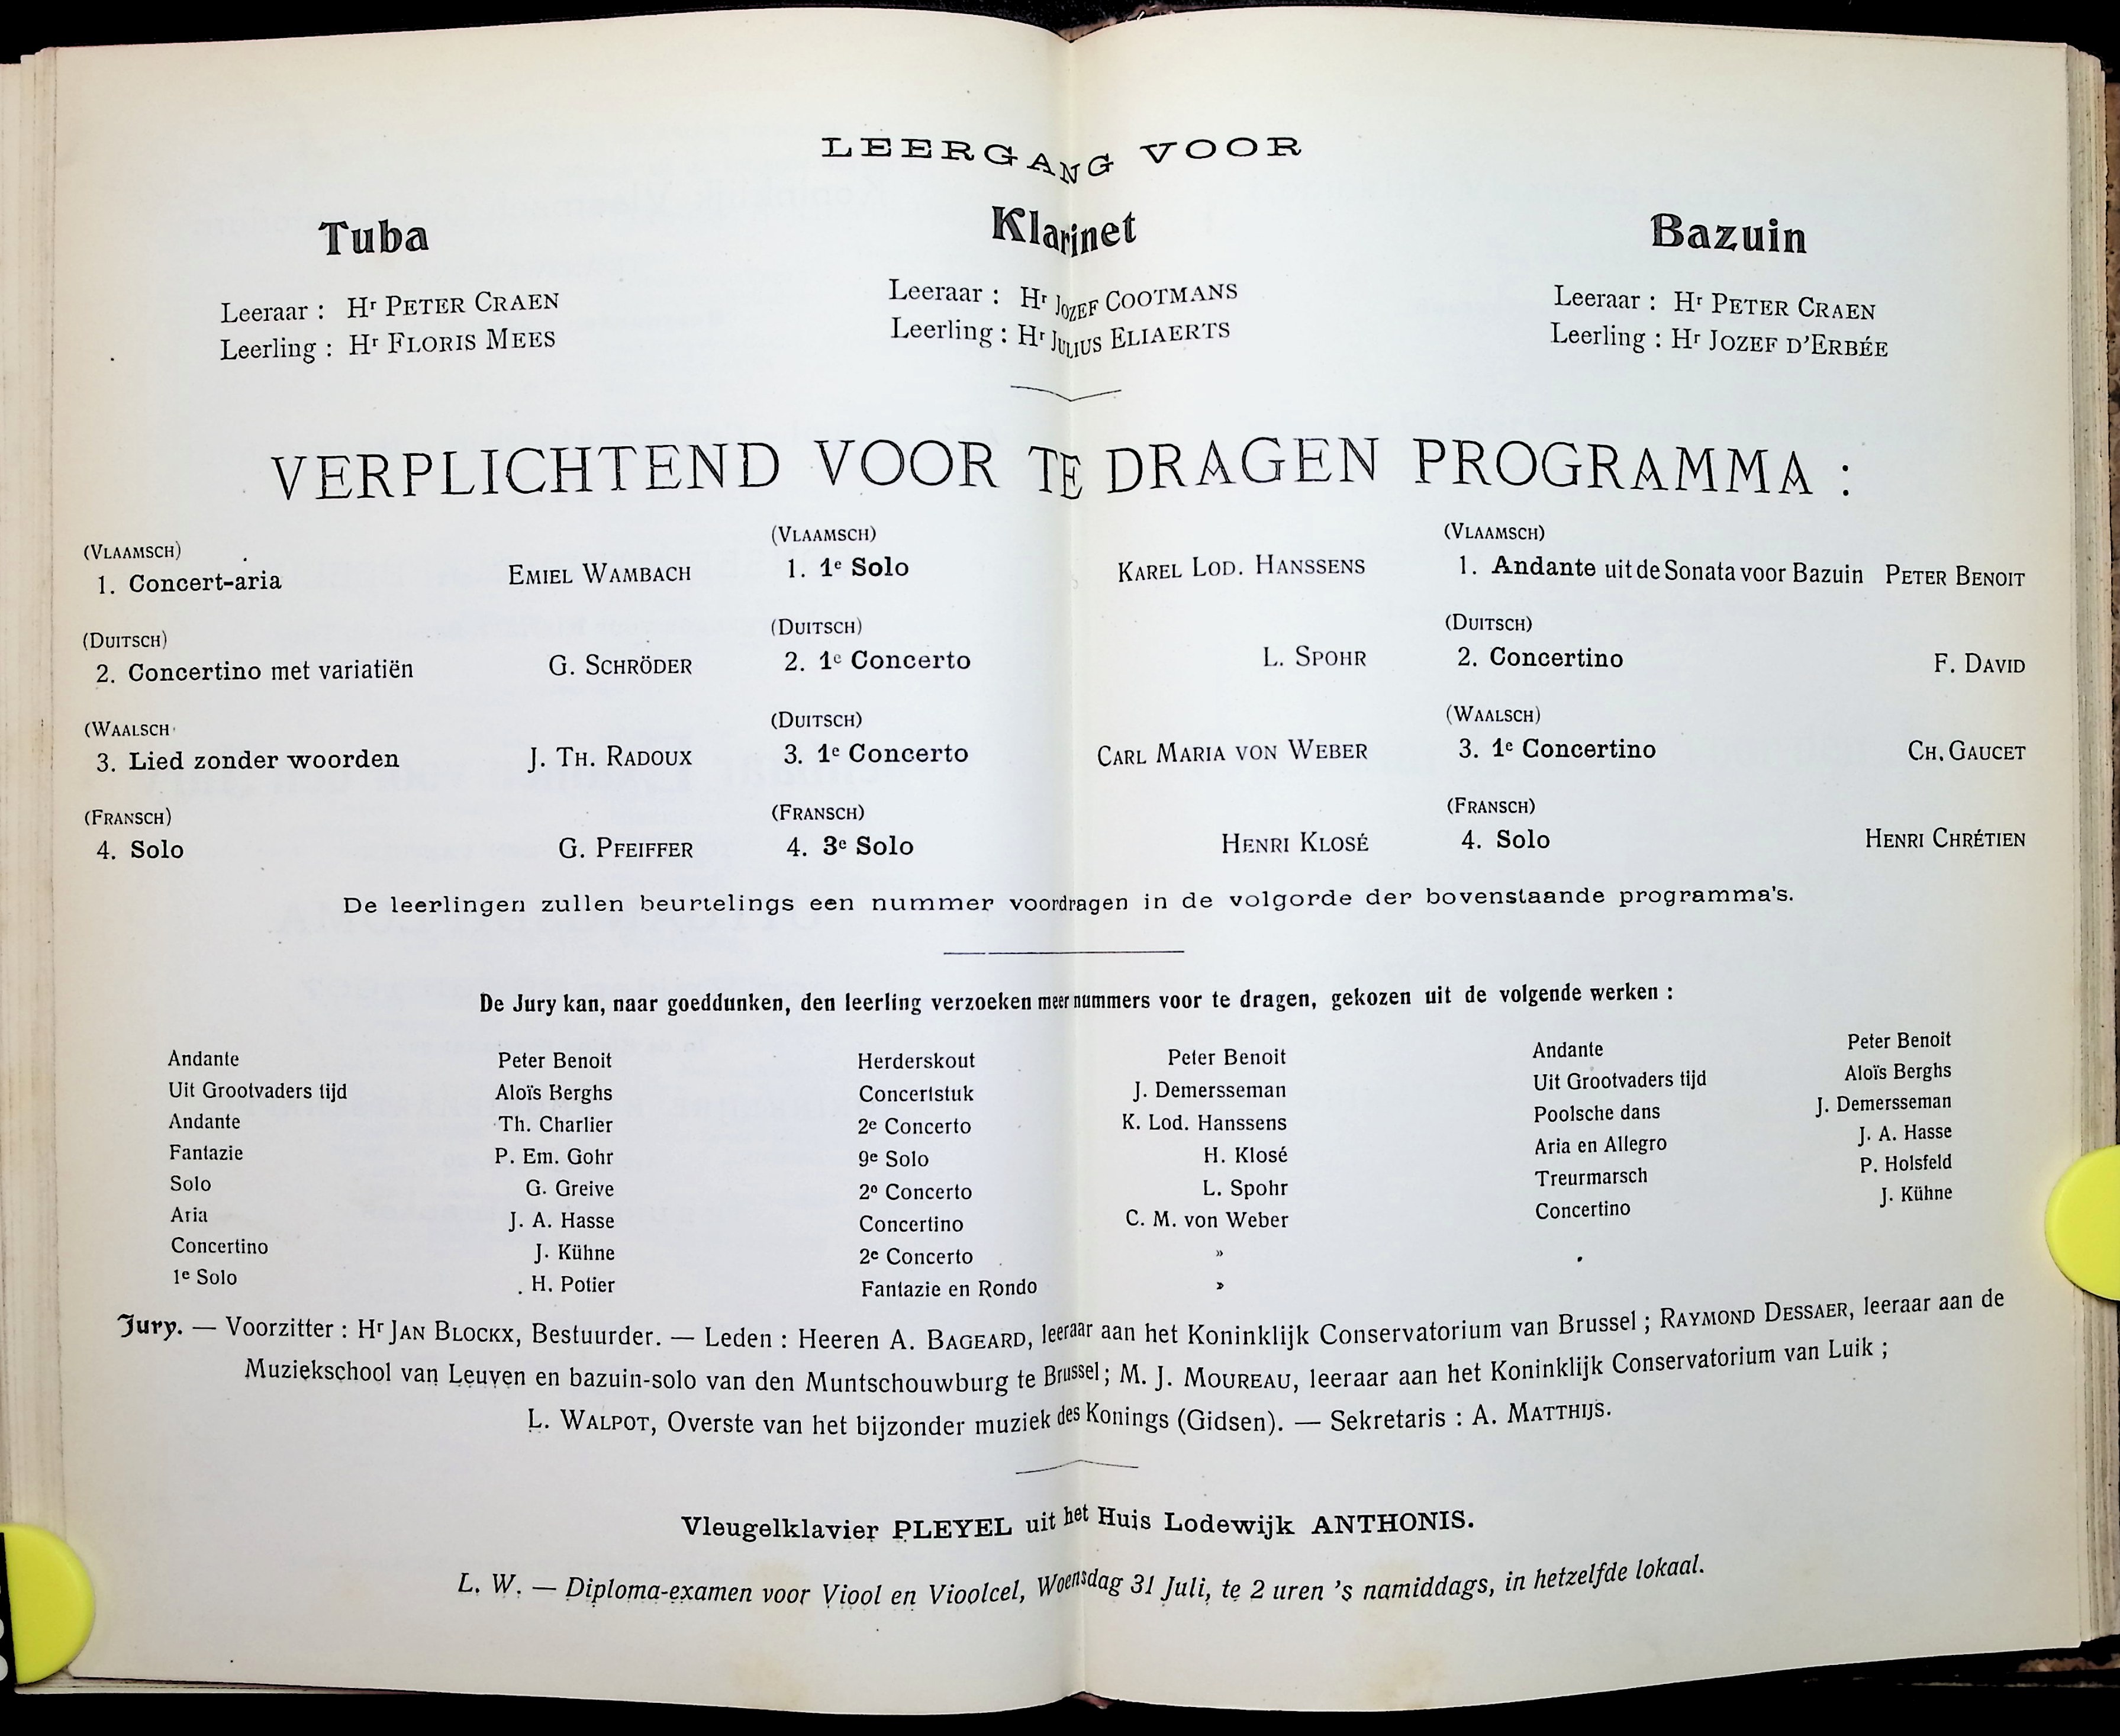 LEERGANG VOOR
Tuba
Leeraar : Hr PETER CRAEN
Leerling : Hr FLORIS MEES
Klarinet
Leeraar : Hr JOZEF COOTMANS
Leerling : Hr JULIUS ELIAERTS
Bazuin
Leeraar : Hr PETER CRAEN
Leerling : Hr JOZEF D'ERBÉE
VERPLICHTEND VOOR TE DRAGEN PROGRAMMA :
(VLAAMSCH)
1. Concert-aria EMIEL WAMBACH
(DUITSCH)
2. Concertino met variatiën G. SCHRÖDER
(WAALSCH
3. Lied zonder woorden J. TH. RADOUX
(FRANSCH)
4. Solo G. PFEIFFER
(VLAAMSCH)
1. 1e Solo KAREL LOD. HANSSENS
(DUITSCH)
2. 1e Concerto L. SPOHR
(DUITSCH)
3. 1e Concerto CARL MARIA VON WEBER
(FRANSCH)
4. 3e Solo HENRI KLOSÉ
(VLAAMSCH)
1. Andante uit de Sonata voor Bazuin PETER BENOIT
(DUITSCH)
2. Concertino F. DAVID
(WAALSCH)
3. 1e Concertino CH. GAUCET
(FRANSCH)
4. Solo HENRI CHRÉTIEN
De leerlingen zullen beurtelings een nummer voordragen in de volgorde der bovenstaande programma's.
De Jury kan, naar goeddunken, den leerling verzoeken meer nummers voor te dragen, gekozen uit de volgende werken :
Andante Peter Benoit
Uit Grootvaders tijd Aloïs Berghs
Andante Th. Charlier
Fantazie P. Em. Gohr
Solo G. Greive
Aria J. A. Hasse
Concertino J. Kühne
1e Solo H. Potier
Herderskout Peter Benoit
Concertstuk J. Demersseman
2e Concerto K. Lod. Hanssens
9e Solo H. Klosé
2e Concerto L. Spohr
Concertino C. M. von Weber
2e Concerto »
Fantazie en Rondo »
Andante Peter Benoit
Uit Grootvaders tijd Aloïs Berghs
Poolsche dans J. Demersseman
Aria en Allegro J. A. Hasse
Treurmarsch P. Holsfeld
Concertino J. Kühne
Jury. — Voorzitter : Hr JAN BLOCKX, Bestuurder. — Leden : Heeren A. BAGEARD, leeraar aan het Koninklijk Conservatorium van Brussel ; RAYMOND DESSAER, leeraar aan de
Muziekschool van Leuven en bazuin-solo van den Muntschouwburg te Brussel ; M. J. MOUREAU, leeraar aan het Koninklijk Conservatorium van Luik ;
L. WALPOT, Overste van het bijzonder muziek des Konings (Gidsen). — Sekretaris : A. MATTHIJS.
Vleugelklavier PLEYEL uit het Huis Lodewijk ANTHONIS.
L. W. — Diploma-examen voor Viool en Vioolcel, Woensdag 31 Juli, te 2 uren 's namiddags, in hetzelfde lokaal.